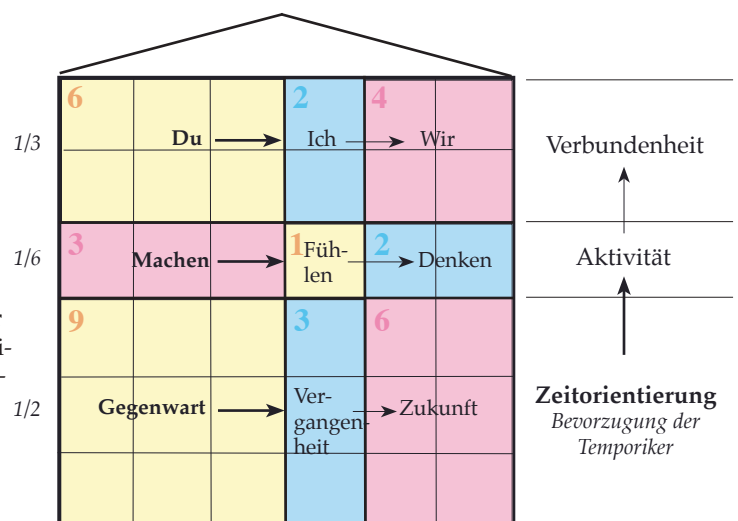 6 2 4
1/3 Du Ich Wir Verbundenheit
3 1 2
1/6 Machen Füh-
len Denken Aktivität
i-
9 3 6
1/2 Gegenwart Ver-
gangen-
heit Zukunft
Zeitorientierung
Bevorzugung der
Temporiker